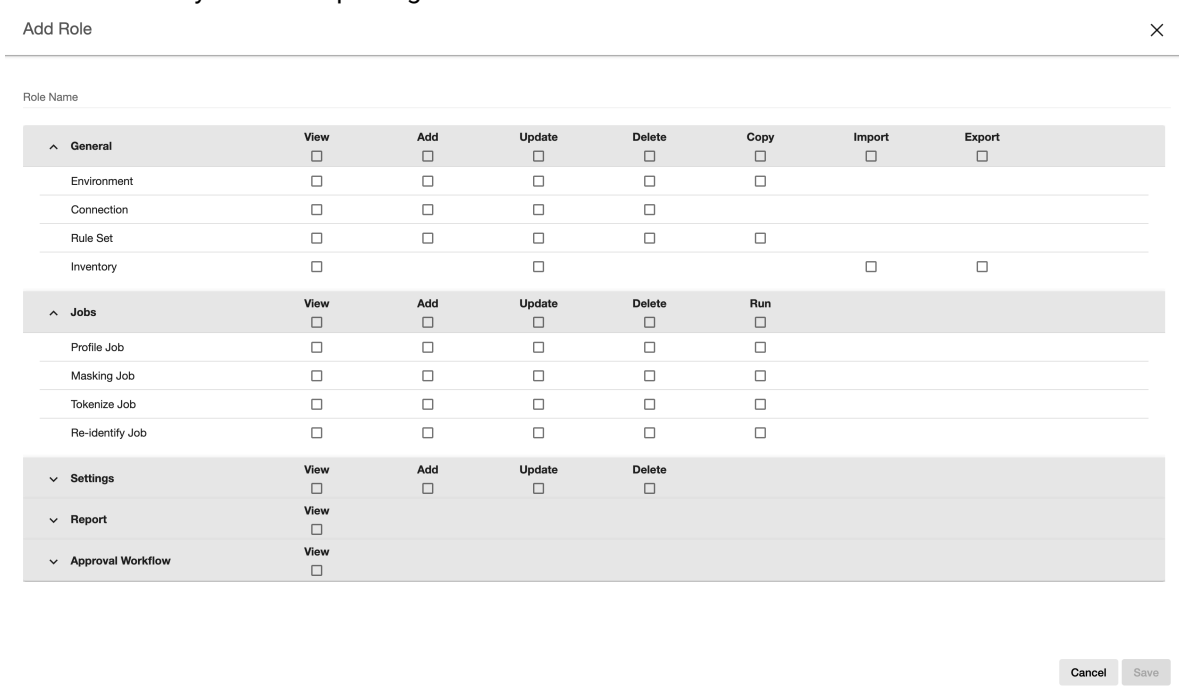 Add Role
Role Name
General View Add Update Delete Copy Import Export
Environment
Connection
Rule Set
Inventory
Jobs View Add Update Delete Run
Profile Job
Masking Job
Tokenize Job
Re-identify Job
Settings View Add Update Delete
Report View
Approval Workflow View
Cancel Save